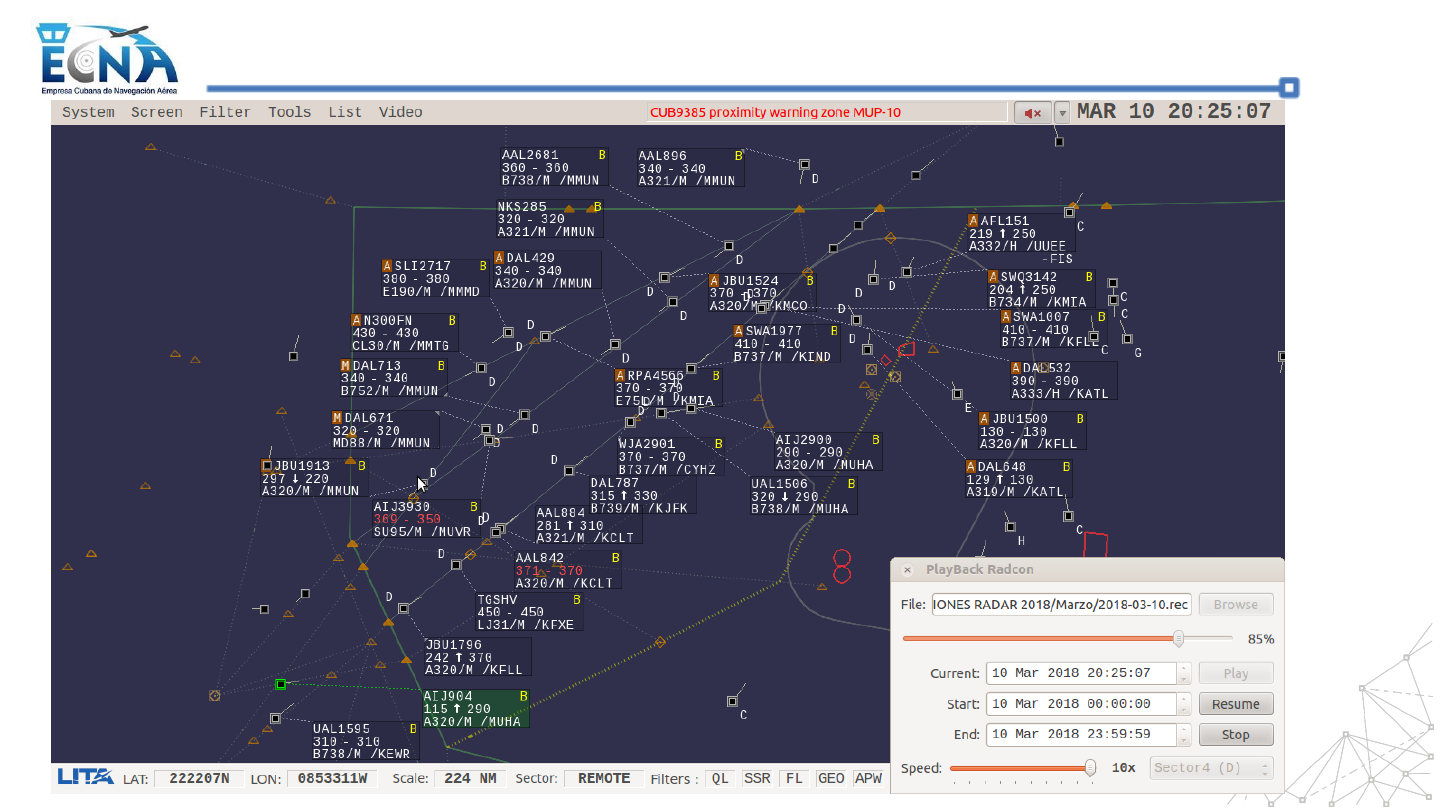 ECNA
Empresa Cubana de Navegación Aérea
System Screen Filter Tools List Video
CUB9385 proximity warning zone MUP-10
MAR 10 20:25:07
AAL2681 B
360 - 360
B738/M /MMUN
AAL896 B
340 - 340
A321/M /MMUN
D
NKS285 B
320 - 320
A321/M /MMUN
A AFL151
219 ↑ 250
A332/H /UUEE
-FIS
C
A SLI2717 B
380 - 380
E190/M /MMMD
A DAL429
340 - 340
A320/M /MMUN
D
D
D
A JBU1524 B
370 - 370
A320/M /KMCO
D
D
D
A SWQ3142 B
204 ↑ 250
B734/M /KMIA
C
C
A N300FN B
430 - 430
CL30/M /MMTG
D
D
A SWA1977 B
410 - 410
B737/M /KIND
D
A SWA1007 B
410 - 410
B737/M /KFLL
C
G
M DAL713 B
340 - 340
B752/M /MMUN
D
A RPA4566 B
370 - 370
E75L/M /KMIA
D
D
D
A DAL532
390 - 390
A333/H /KATL
E
M DAL671 B
320 - 320
MD88/M /MMUN
D
D
D
A JBU1500 B
130 - 130
A320/M /KFLL
WJA2901 B
370 - 370
B737/M /CYHZ
AIJ2900 B
290 - 290
A320/M /MUHA
JBU1913 B
297 ↓ 220
A320/M /MMUN
D
D
DAL787
315 ↑ 330
B739/M /KJFK
UAL1506 B
320 ↓ 290
B738/M /MUHA
A DAL648 B
129 ↑ 130
A319/M /KATL
AIJ3930 B
369 - 350
SU95/M /MUVR
D
D
AAL884
281 ↑ 310
A321/M /KCLT
H
C
D
AAL842 B
371 - 370
A320/M /KCLT
D
TGSHV B
450 - 450
LJ31/M /KFXE
JBU1796
242 ↑ 370
A320/M /KFLL
AIJ904 B
115 ↑ 290
A320/M /MUHA
C
UAL1595 B
310 - 310
B738/M /KEWR
PlayBack Radcon
File: IONES RADAR 2018/Marzo/2018-03-10.rec Browse
85%
Current: 10 Mar 2018 20:25:07 Play
Start: 10 Mar 2018 00:00:00 Resume
End: 10 Mar 2018 23:59:59 Stop
Speed: 10x Sector4 (D)
LITA LAT: 222207N LON: 0853311W Scale: 224 NM Sector: REMOTE Filters : QL SSR FL GEO APW